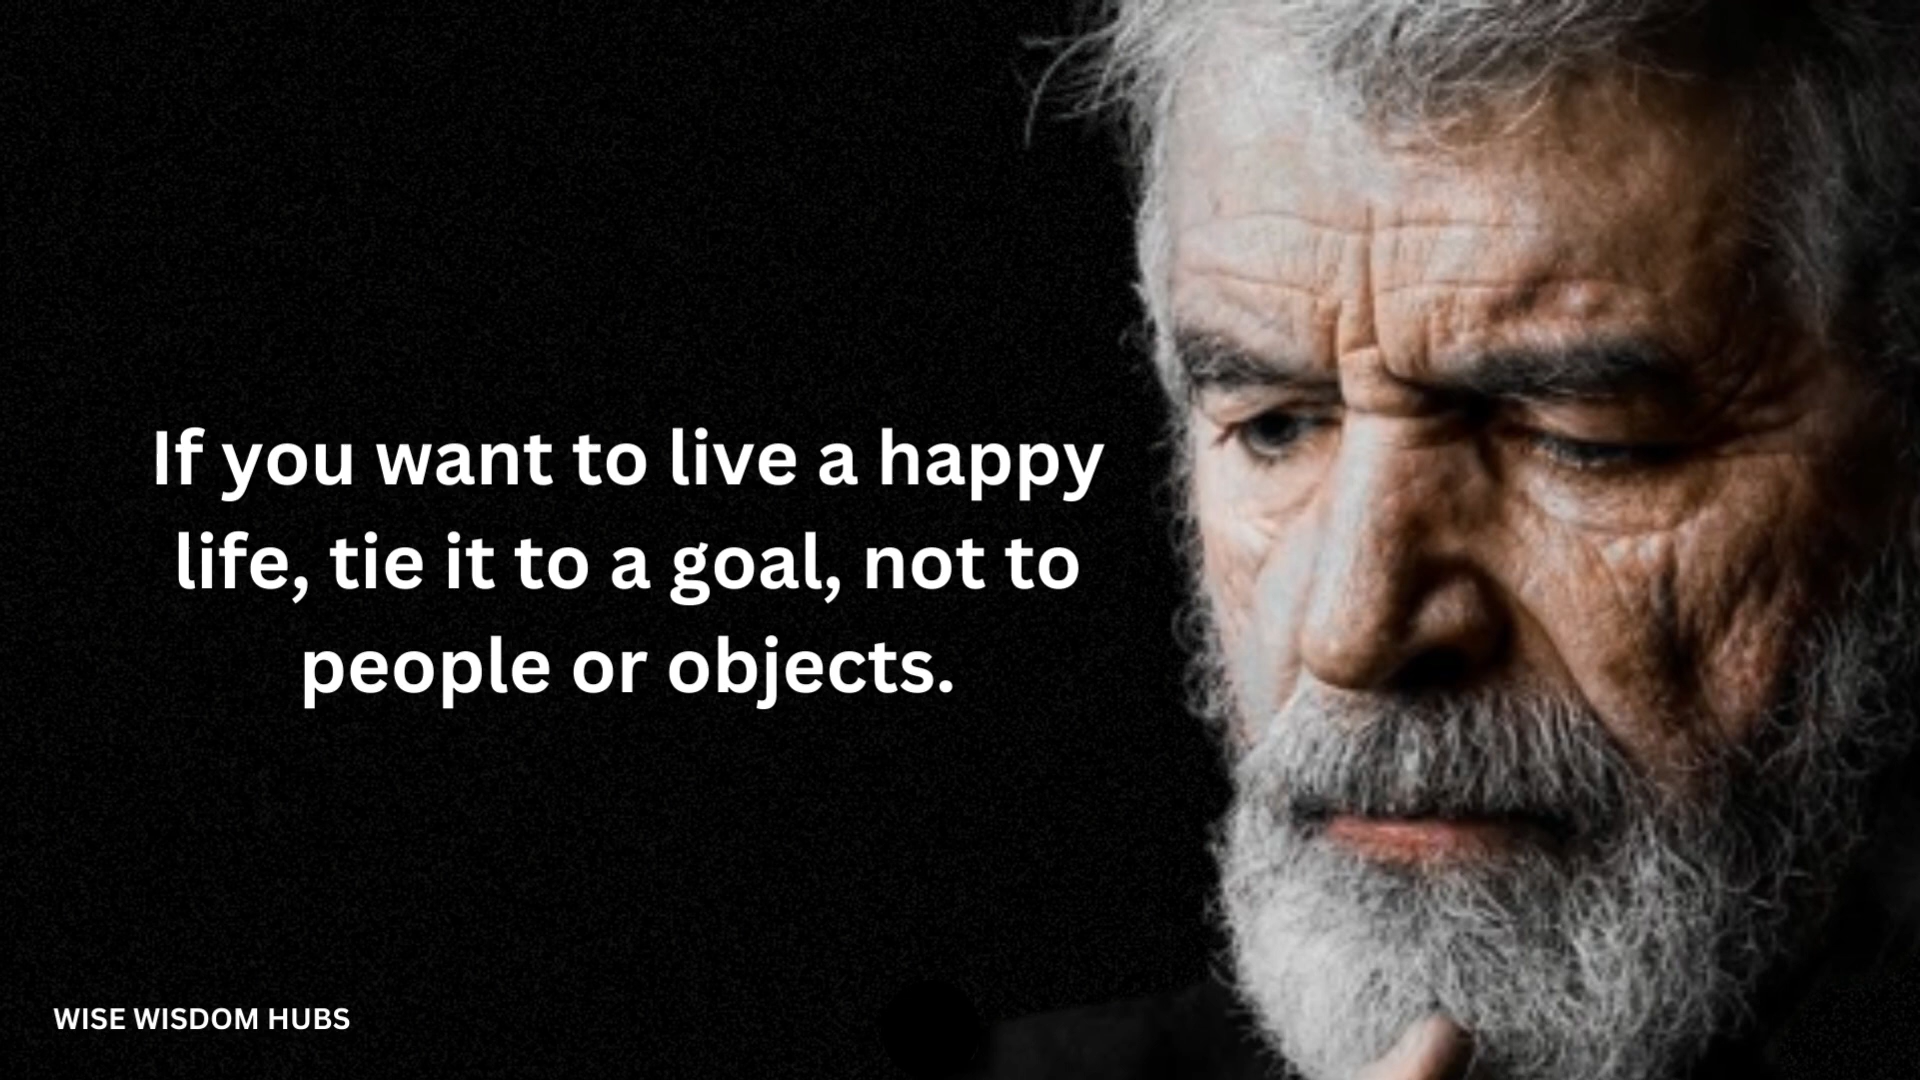 If you want to live a happy
life, tie it to a goal, not to
people or objects.
WISE WISDOM HUBS